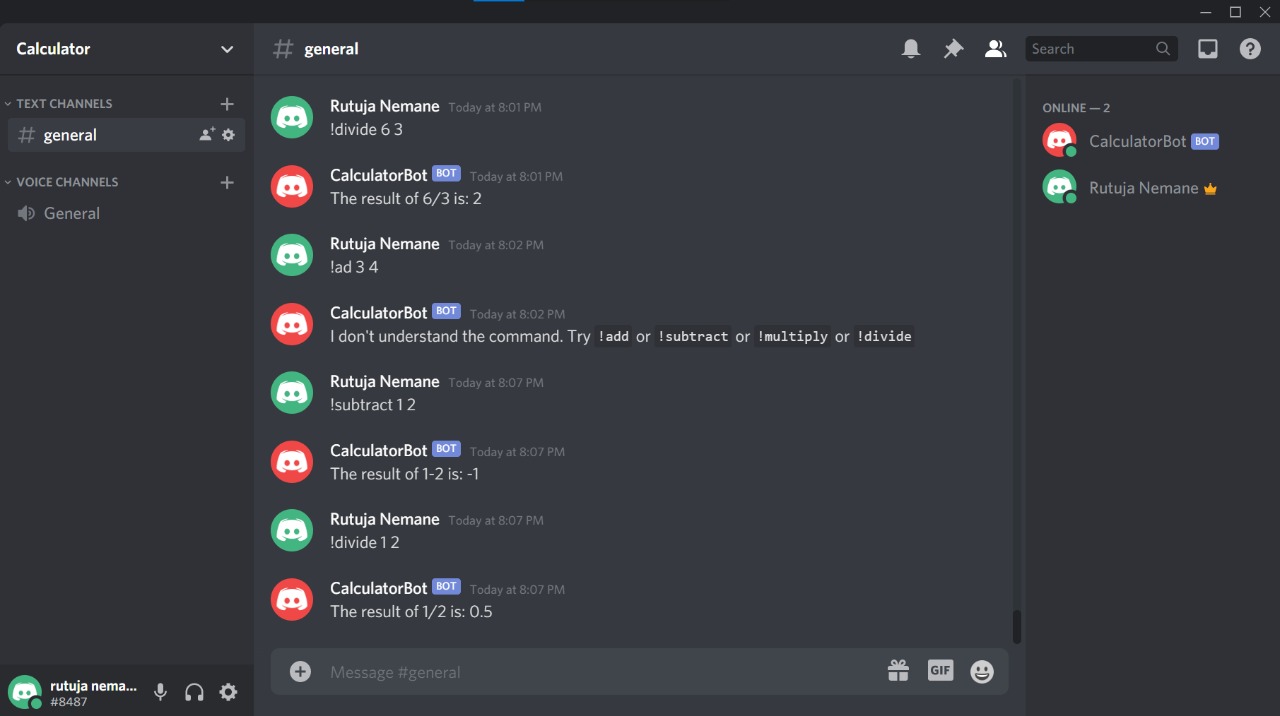 Calculator
general
Search
TEXT CHANNELS
general
VOICE CHANNELS
General
Rutuja Nemane Today at 8:01 PM
!divide 6 3
CalculatorBot BOT Today at 8:01 PM
The result of 6/3 is: 2
Rutuja Nemane Today at 8:02 PM
!ad 3 4
CalculatorBot BOT Today at 8:02 PM
I don't understand the command. Try !add or !subtract or !multiply or !divide
Rutuja Nemane Today at 8:07 PM
!subtract 1 2
CalculatorBot BOT Today at 8:07 PM
The result of 1-2 is: -1
Rutuja Nemane Today at 8:07 PM
!divide 1 2
CalculatorBot BOT Today at 8:07 PM
The result of 1/2 is: 0.5
Message #general
GIF
ONLINE — 2
CalculatorBot BOT
Rutuja Nemane
rutuja nema...
#8487